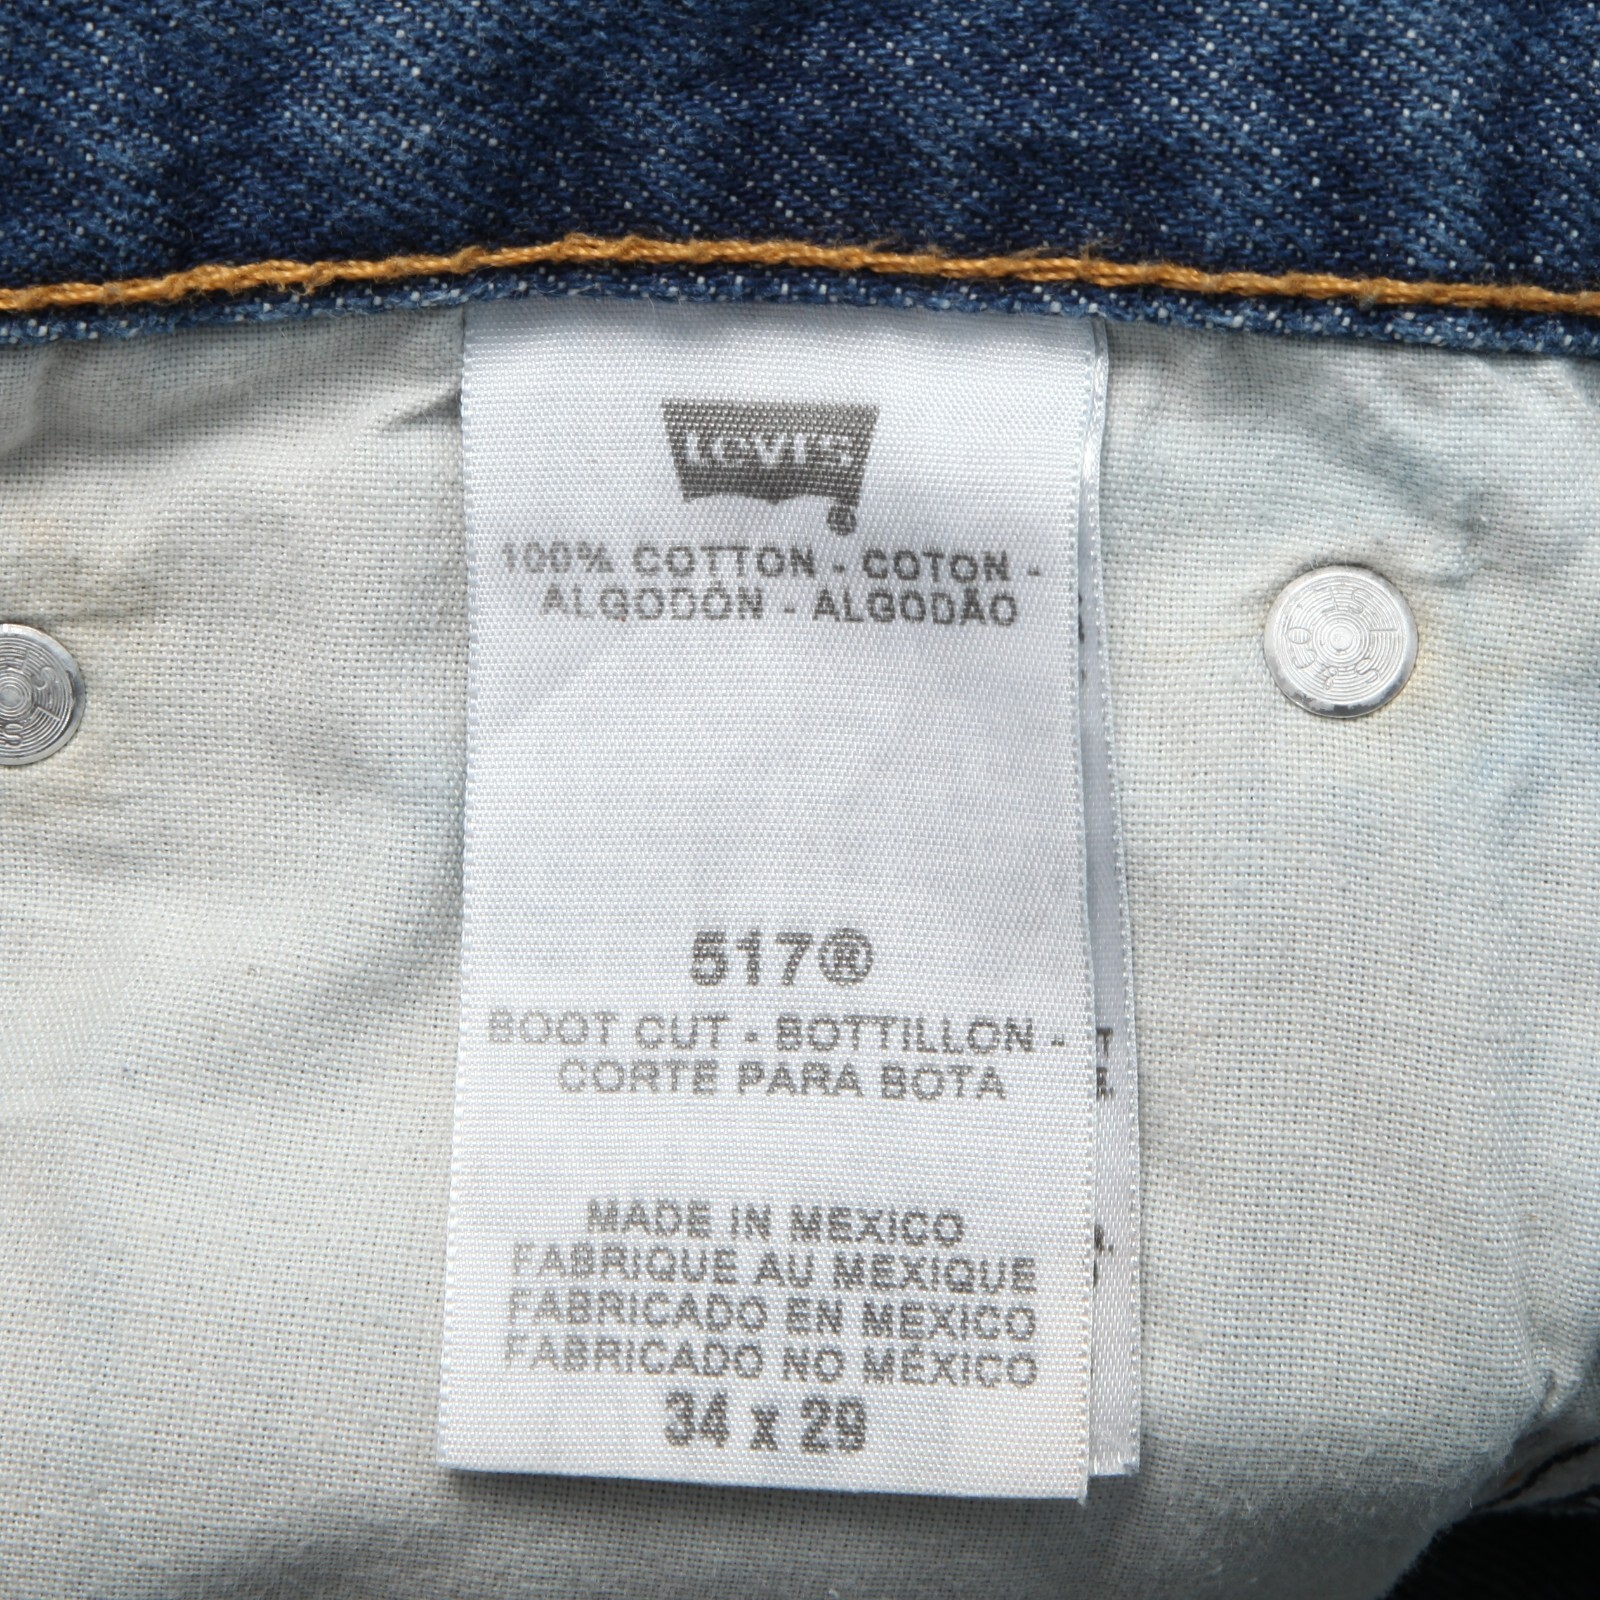 Levi's
®
100% COTTON - COTON -
ALGODÓN - ALGODÃO
517®
BOOT CUT - BOTTILLON -
CORTE PARA BOTA
MADE IN MEXICO
FABRIQUE AU MEXIQUE
FABRICADO EN MEXICO
FABRICADO NO MÉXICO
34 x 29